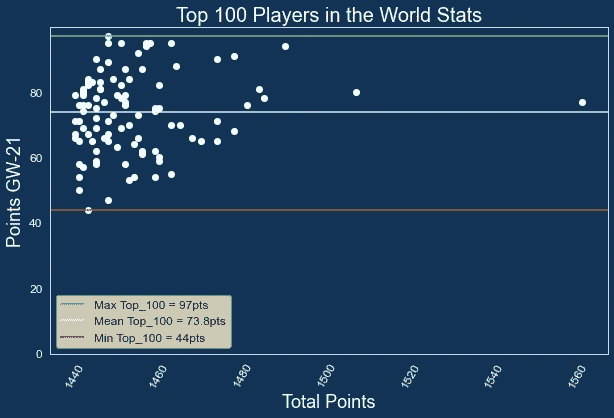 Top 100 Players in the World Stats
Points GW-21
80
60
40
20
0
Max Top_100 = 97pts
Mean Top_100 = 73.8pts
Min Top_100 = 44pts
1440 1460 1480 1500 1520 1540 1560
Total Points